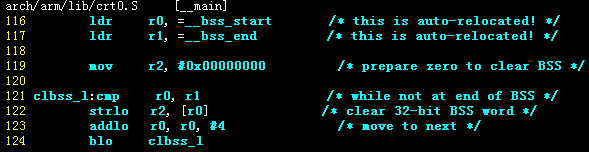 arch/arm/lib/crt0.S [__main]
116 ldr r0, =__bss_start /* this is auto-relocated! */
117 ldr r1, =__bss_end /* this is auto-relocated! */
118
119 mov r2, #0x00000000 /* prepare zero to clear BSS */
120
121 clbss_l:cmp r0, r1 /* while not at end of BSS */
122 strlo r2, [r0] /* clear 32-bit BSS word */
123 addlo r0, r0, #4 /* move to next */
124 blo clbss_l